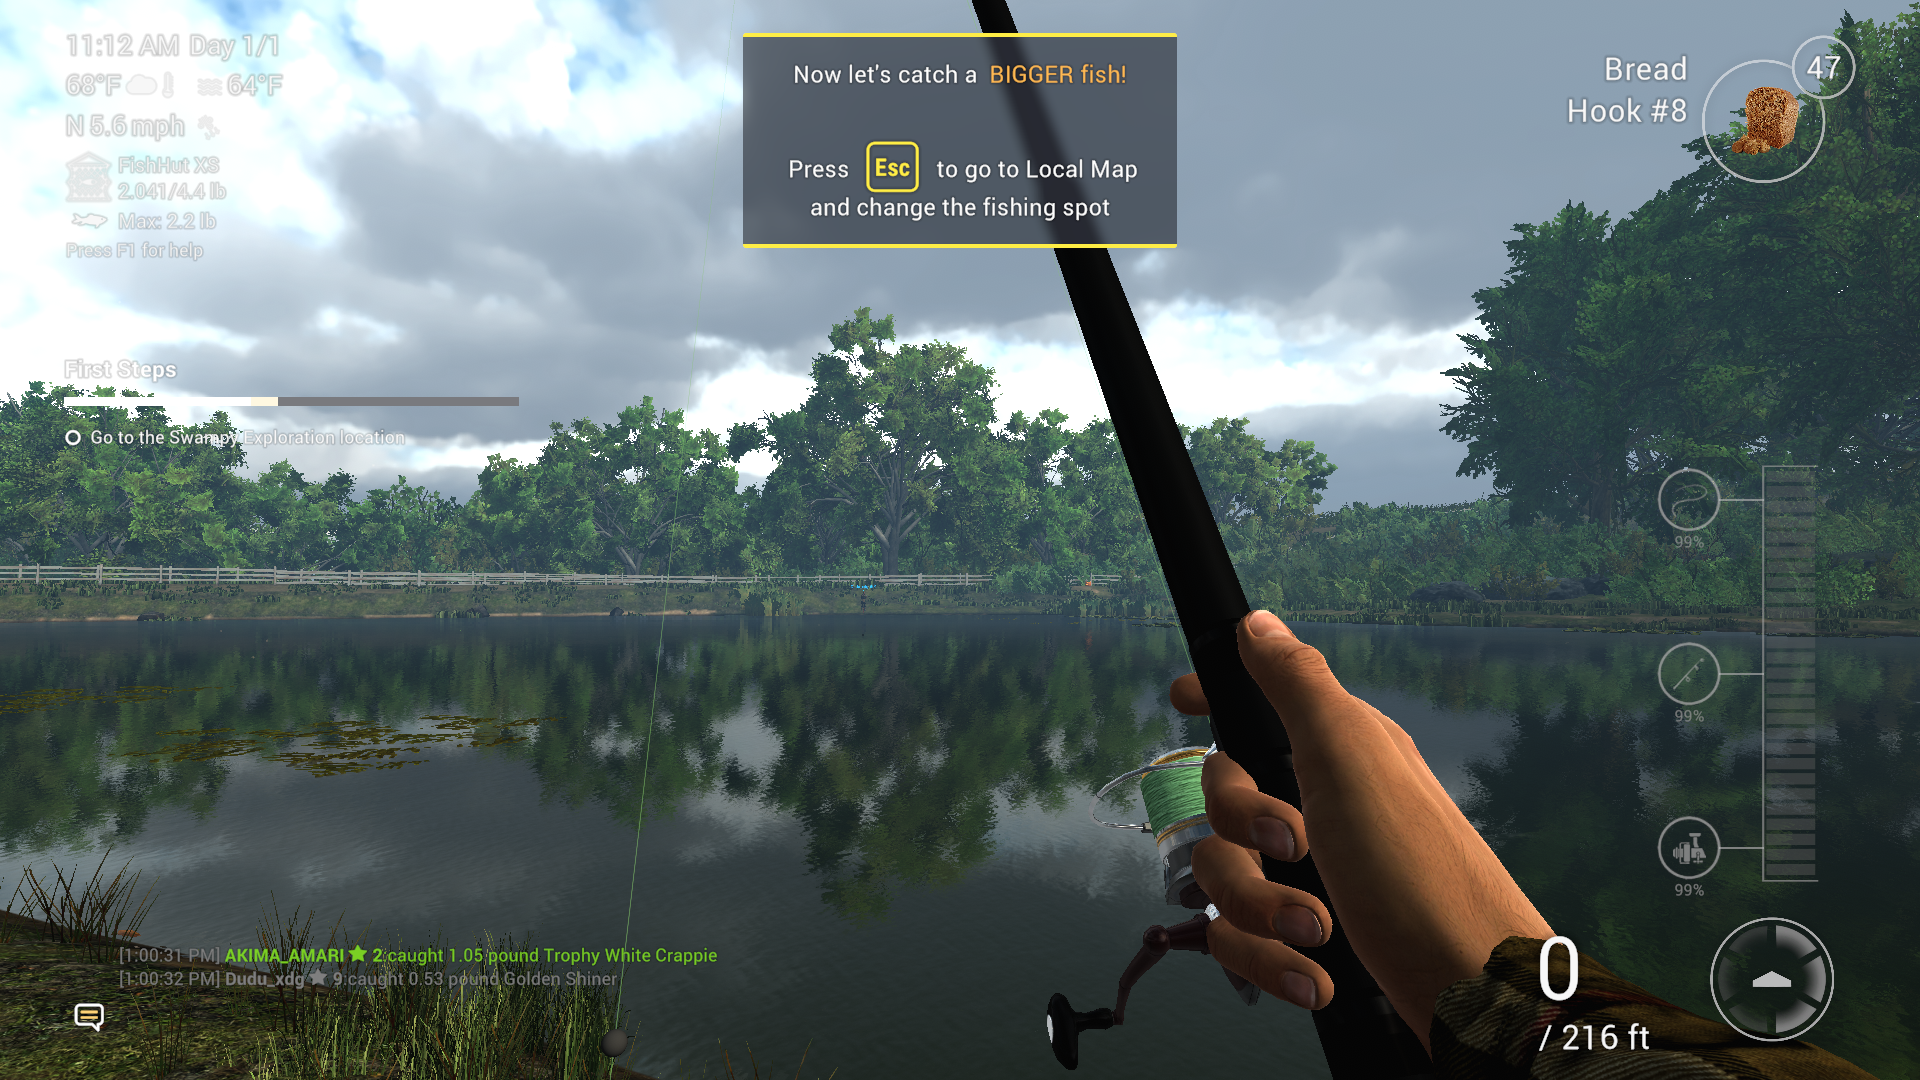 11:12 AM Day 1/1
68°F 64°F
N 5.6 mph
FishHut XS
2.041/4.4 lb
Max: 2.2 lb
Press F1 for help
Now let's catch a BIGGER fish!
Press Esc to go to Local Map
and change the fishing spot
Bread
Hook #8
47
First Steps
Go to the Swampy Exploration location
99%
99%
99%
[1:00:31 PM] AKIMA_AMARI 2 caught 1.05 pound Trophy White Crappie
[1:00:32 PM] Dudu_xdg 9 caught 0.53 pound Golden Shiner
0
/ 216 ft